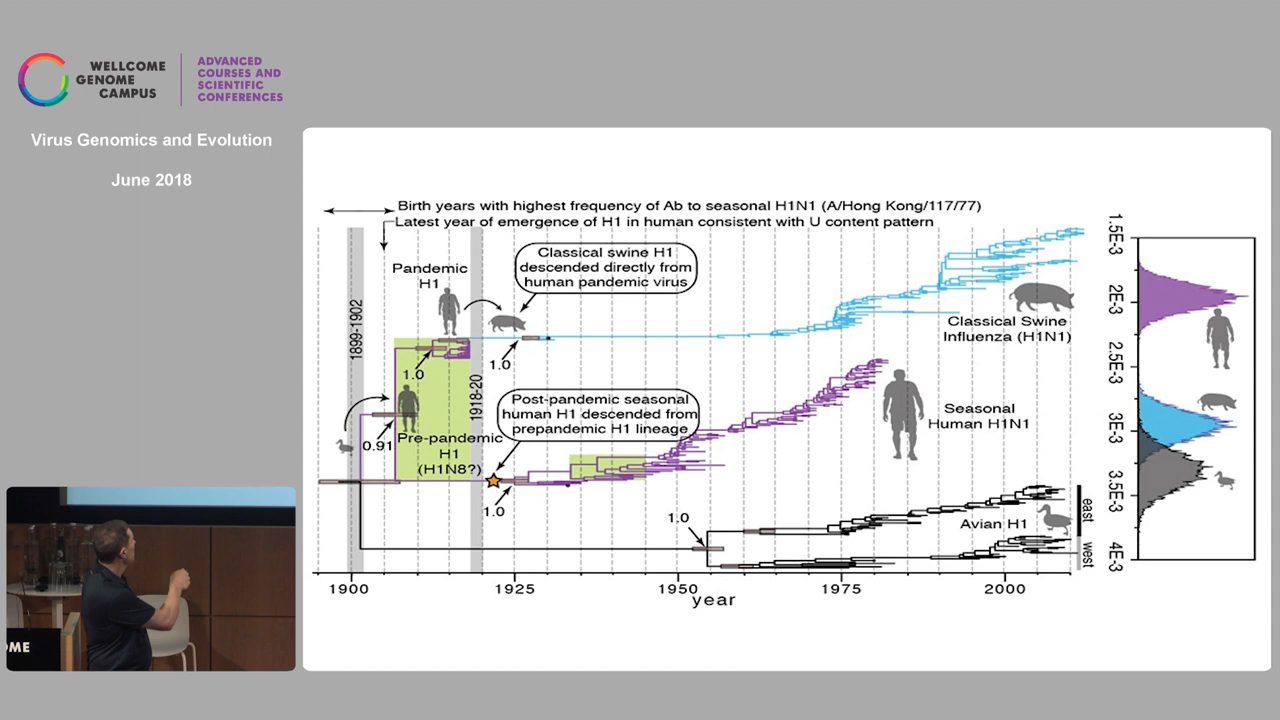 WELLCOME
GENOME
CAMPUS
ADVANCED
COURSES AND
SCIENTIFIC
CONFERENCES
Virus Genomics and Evolution
June 2018
Birth years with highest frequency of Ab to seasonal H1N1 (A/Hong Kong/117/77)
Latest year of emergence of H1 in human consistent with U content pattern
Pandemic
H1
Classical swine H1
descended directly from
human pandemic virus
1899-1902
1918-20
1.0
1.0
Classical Swine
Influenza (H1N1)
Post-pandemic seasonal
human H1 descended from
prepandemic H1 lineage
0.91
Pre-pandemic
H1
(H1N8?)
Seasonal
Human H1N1
1.0
1.0
Avian H1
east
west
1900
1925
1950
1975
2000
year
1.5E-3
2E-3
2.5E-3
3E-3
3.5E-3
4E-3
OME